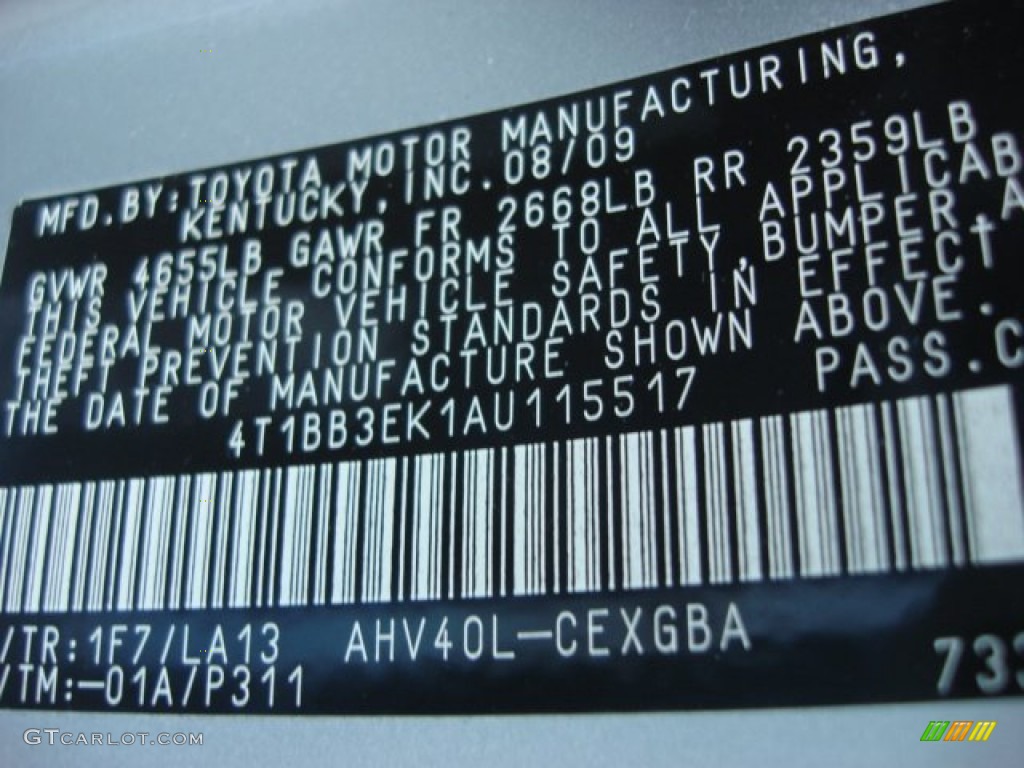 MFD.BY:TOYOTA MOTOR MANUFACTURING,
KENTUCKY, INC. 08/09
GVWR 4655LB GAWR FR 2668LB RR 2359LB
THIS VEHICLE CONFORMS TO ALL APPLICAB
FEDERAL MOTOR VEHICLE SAFETY, BUMPER, A
THEFT PREVENTION STANDARDS IN EFFECT
THE DATE OF MANUFACTURE SHOWN ABOVE.
4T1BB3EK1AU115517 PASS.C
/TR:1F7/LA13 AHV40L-CEXGBA
/TM:-01A/P311 733
GTCARLOT.COM